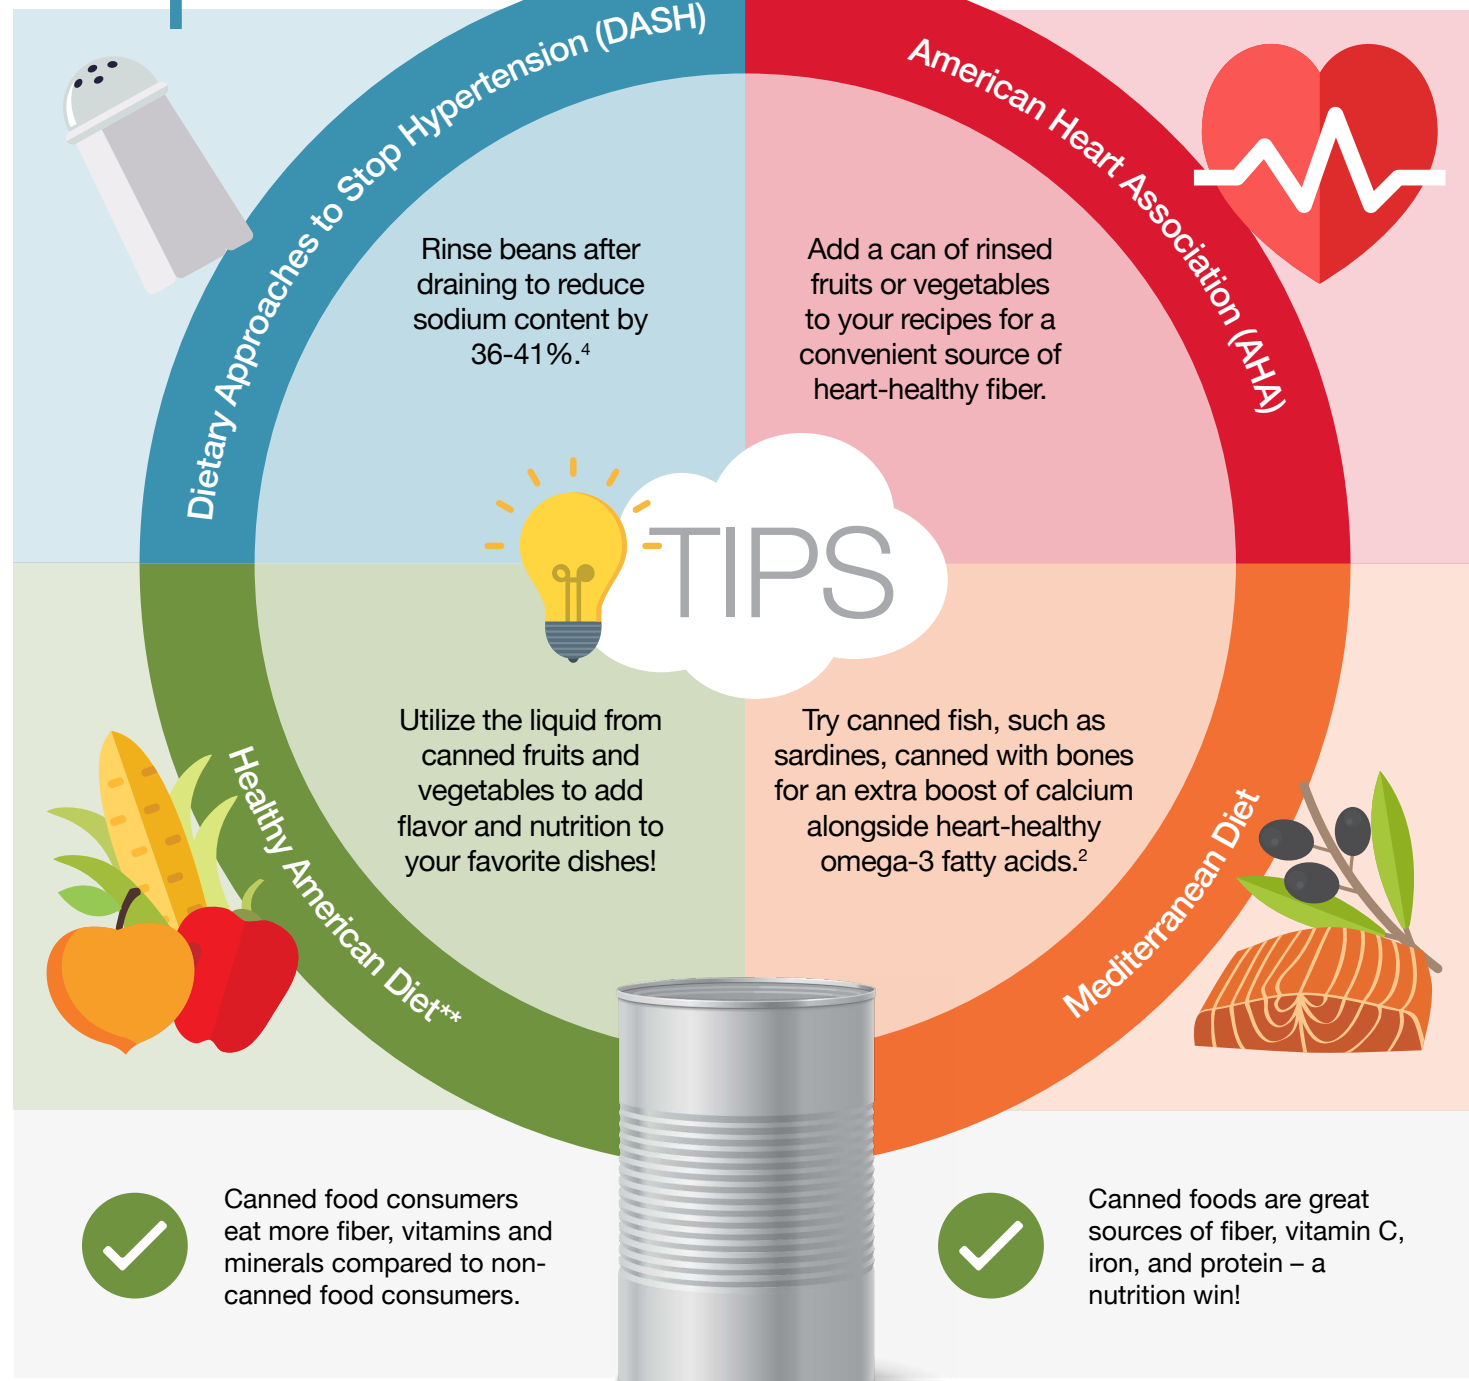 Dietary Approaches to Stop Hypertension (DASH)
American Heart Association (AHA)
Rinse beans after
draining to reduce
sodium content by
36-41%.4
Add a can of rinsed
fruits or vegetables
to your recipes for a
convenient source of
heart-healthy fiber.
TIPS
Utilize the liquid from
canned fruits and
vegetables to add
flavor and nutrition to
your favorite dishes!
Try canned fish, such as
sardines, canned with bones
for an extra boost of calcium
alongside heart-healthy
omega-3 fatty acids.2
Healthy American Diet**
Mediterranean Diet
Canned food consumers
eat more fiber, vitamins and
minerals compared to non-
canned food consumers.
Canned foods are great
sources of fiber, vitamin C,
iron, and protein – a
nutrition win!